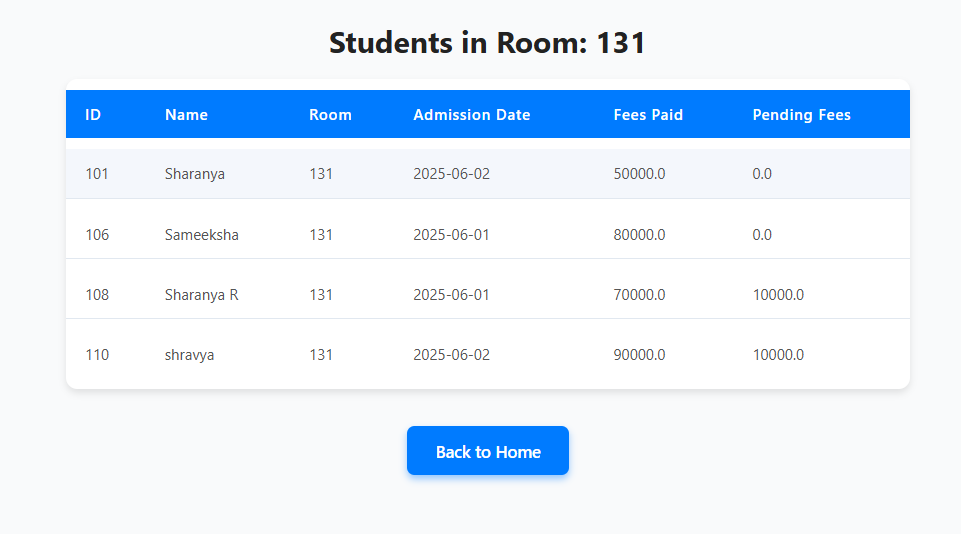 Students in Room: 131
ID Name Room Admission Date Fees Paid Pending Fees
101 Sharanya 131 2025-06-02 50000.0 0.0
106 Sameeksha 131 2025-06-01 80000.0 0.0
108 Sharanya R 131 2025-06-01 70000.0 10000.0
110 shravya 131 2025-06-02 90000.0 10000.0
Back to Home